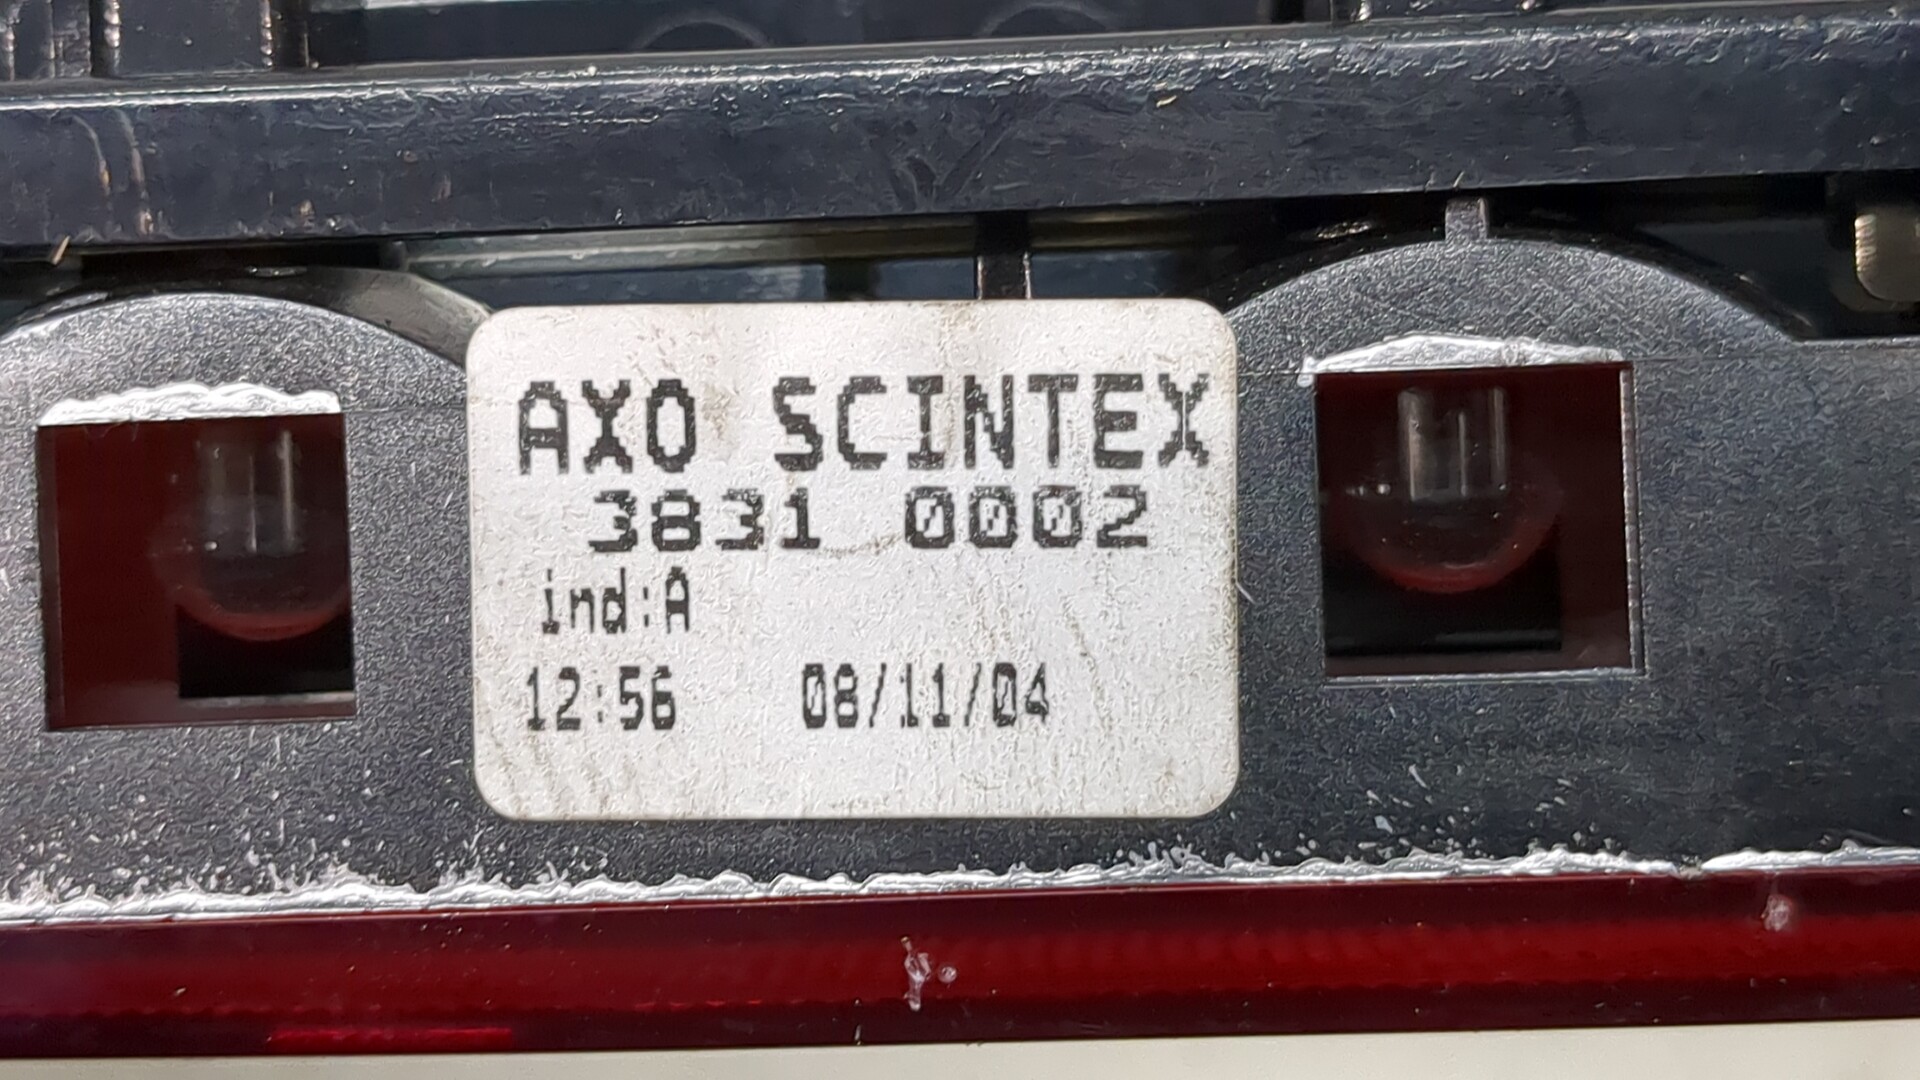 AXO SCINTEX
3831 0002
ind:A
12:56 08/11/04